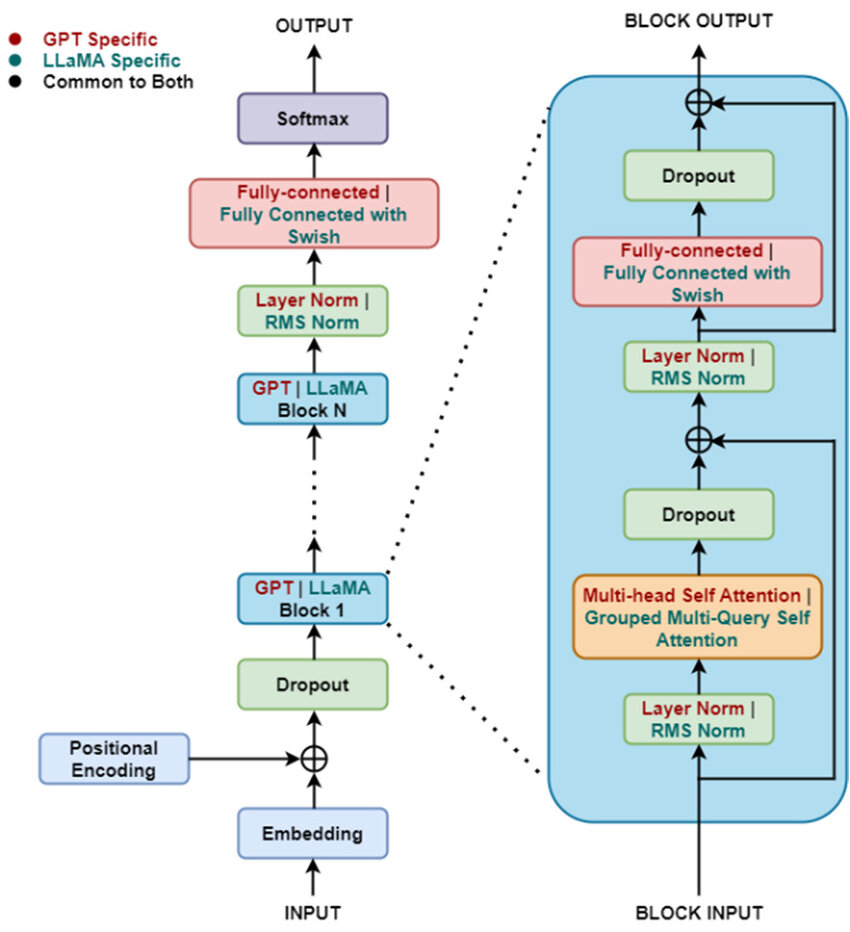 GPT Specific
LLaMA Specific
Common to Both
OUTPUT
Softmax
Fully-connected |
Fully Connected with
Swish
Layer Norm |
RMS Norm
GPT | LLaMA
Block N
GPT | LLaMA
Block 1
Dropout
Positional
Encoding
Embedding
INPUT
BLOCK OUTPUT
Dropout
Fully-connected |
Fully Connected with
Swish
Layer Norm |
RMS Norm
Dropout
Multi-head Self Attention |
Grouped Multi-Query Self
Attention
Layer Norm |
RMS Norm
BLOCK INPUT